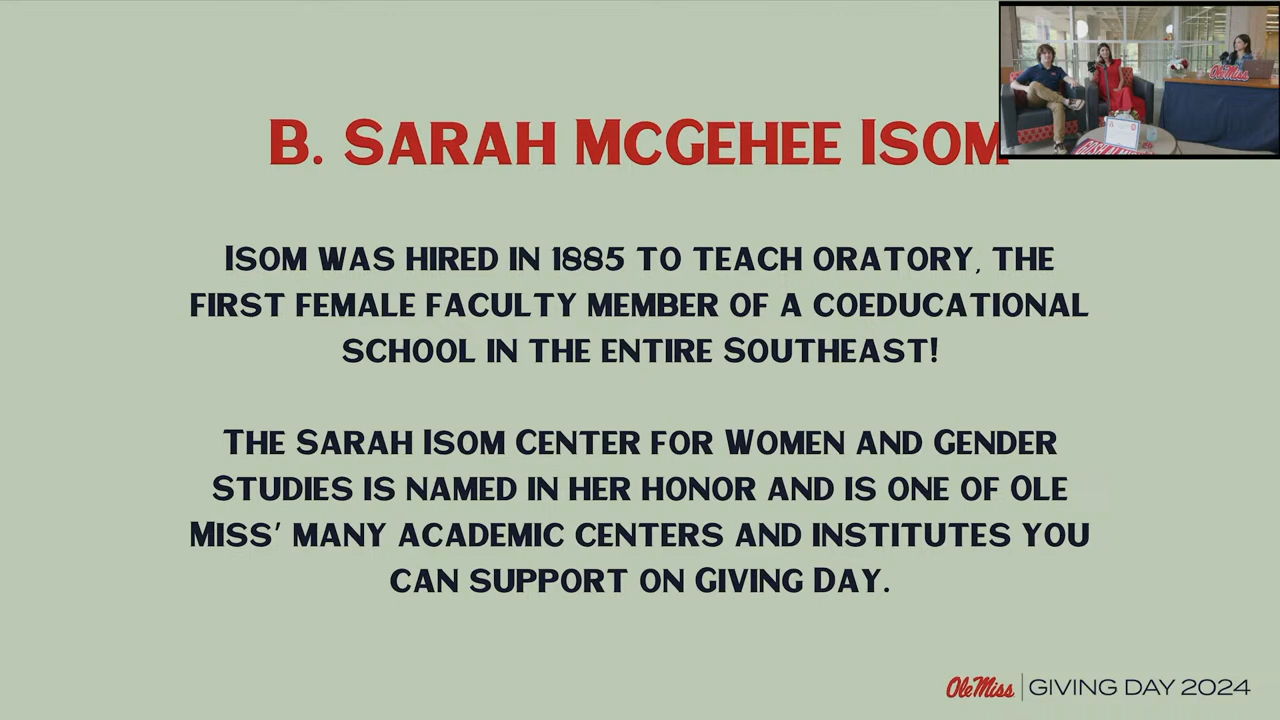 B. Sarah McGehee Isom
Isom was hired in 1885 to teach oratory, the
first female faculty member of a coeducational
school in the entire Southeast!
The Sarah Isom Center for Women and Gender
Studies is named in her honor and is one of Ole
Miss' many academic centers and institutes you
can support on Giving Day.
Ole Miss
Ole Miss | GIVING DAY 2024